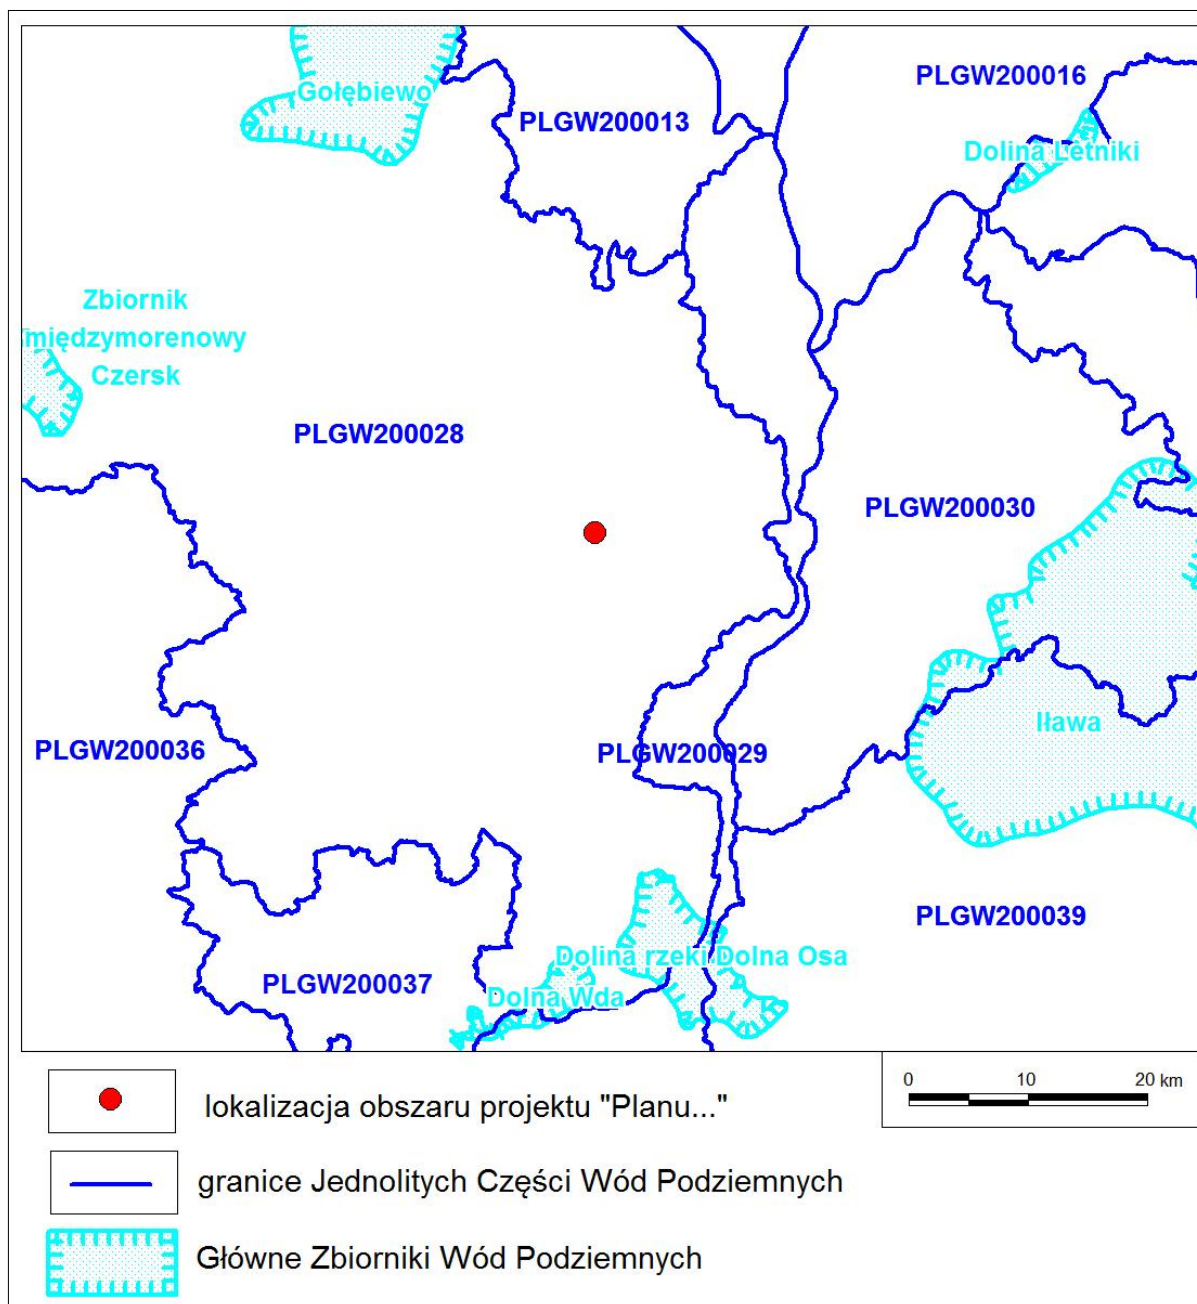 PLGW200016
Gołębiewo
PLGW200013
Dolina Letniki
Zbiornik
międzymorenowy
Czersk
PLGW200028
PLGW200030
Iława
PLGW200036
PLGW200029
PLGW200039
Dolina rzeki Dolna Osa
PLGW200037
Dolna Wda
0 10 20 km
lokalizacja obszaru projektu "Planu..."
granice Jednolitych Części Wód Podziemnych
Główne Zbiorniki Wód Podziemnych